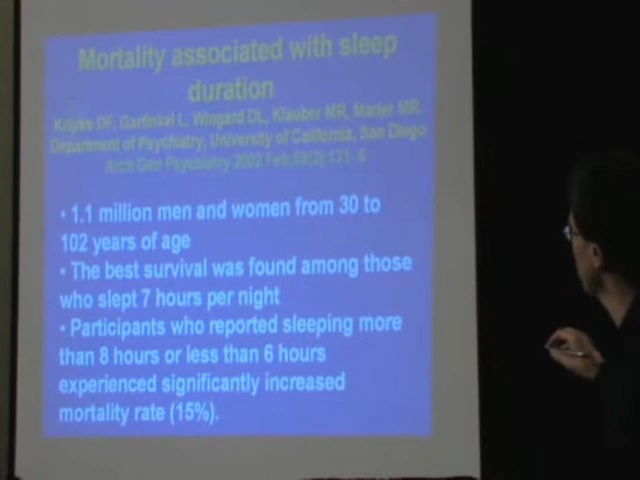 Mortality associated with sleep
duration
Kripke DF, Garfinkel L, Wingard DL, Klauber MR, Marler MR.
Department of Psychiatry, University of California, San Diego
Arch Gen Psychiatry 2002 Feb;59(2):131- 6
• 1.1 million men and women from 30 to
102 years of age
• The best survival was found among those
who slept 7 hours per night
• Participants who reported sleeping more
than 8 hours or less than 6 hours
experienced significantly increased
mortality rate (15%).